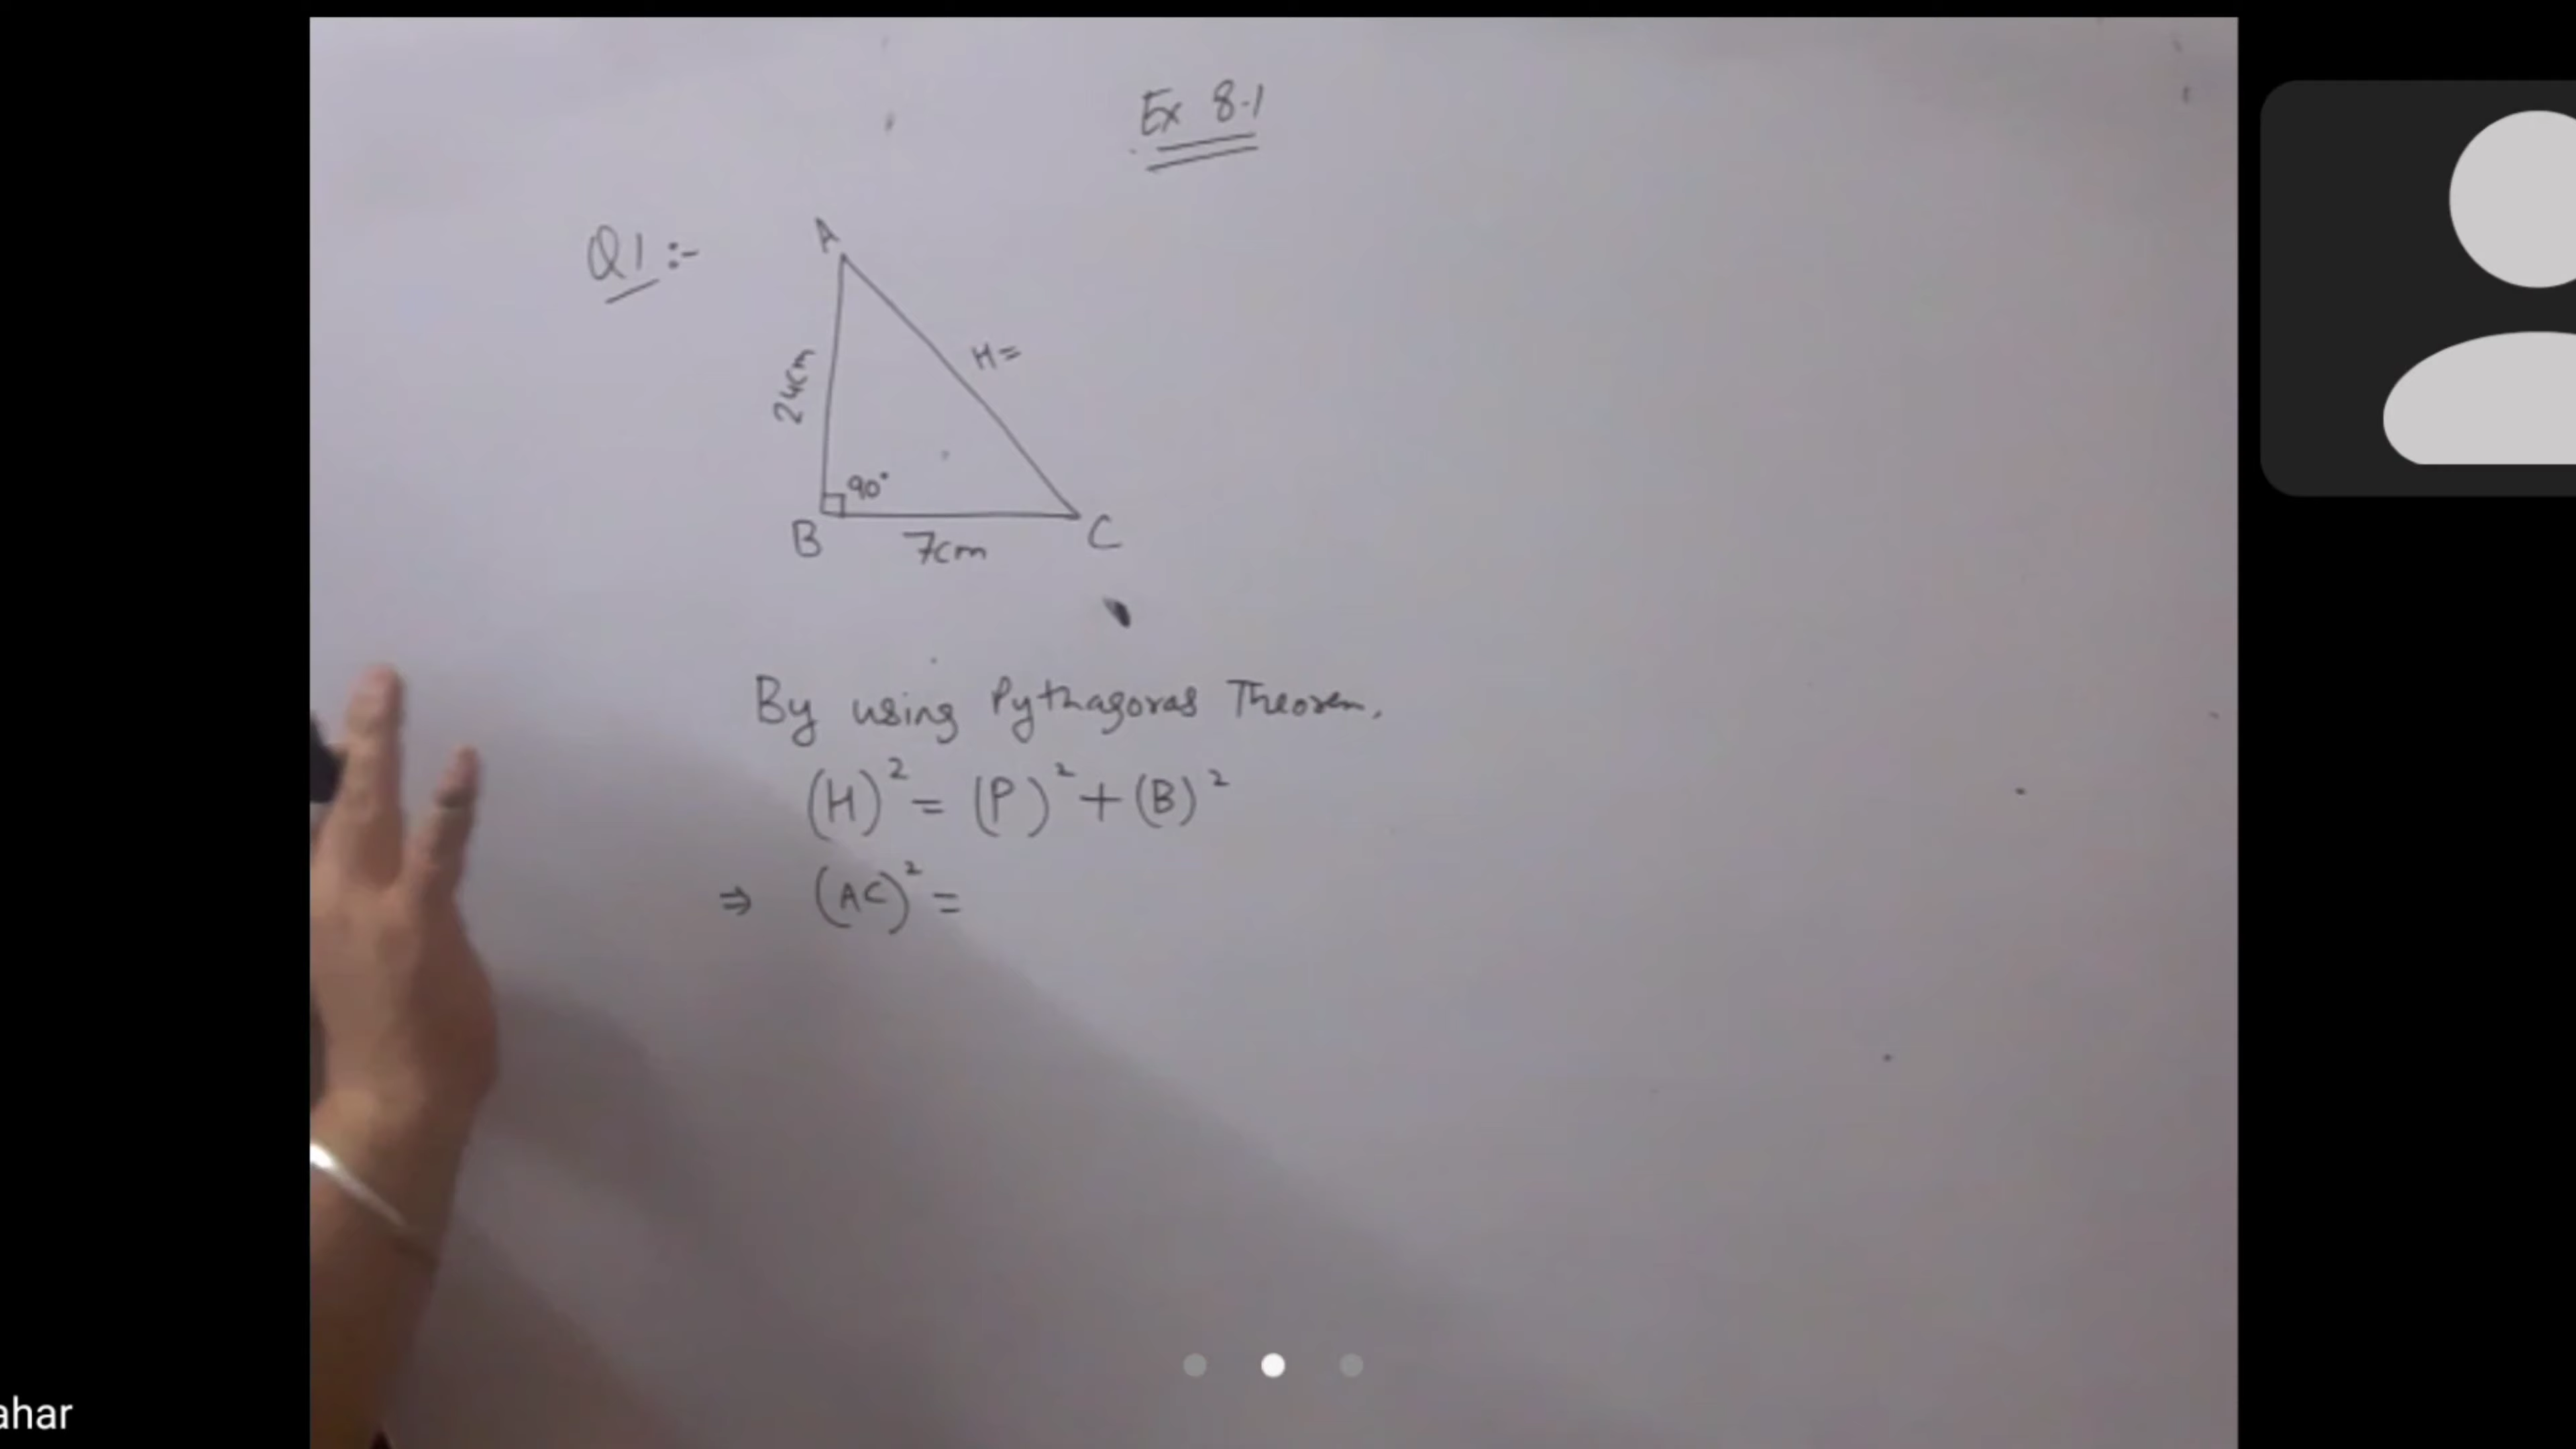 Ex 8.1
Q1 :-
A
24cm
H=
90°
B
7cm
C
By using Pythagoras Theorem,
(H)² = (P)² + (B)²
⇒ (AC)² =
ahar